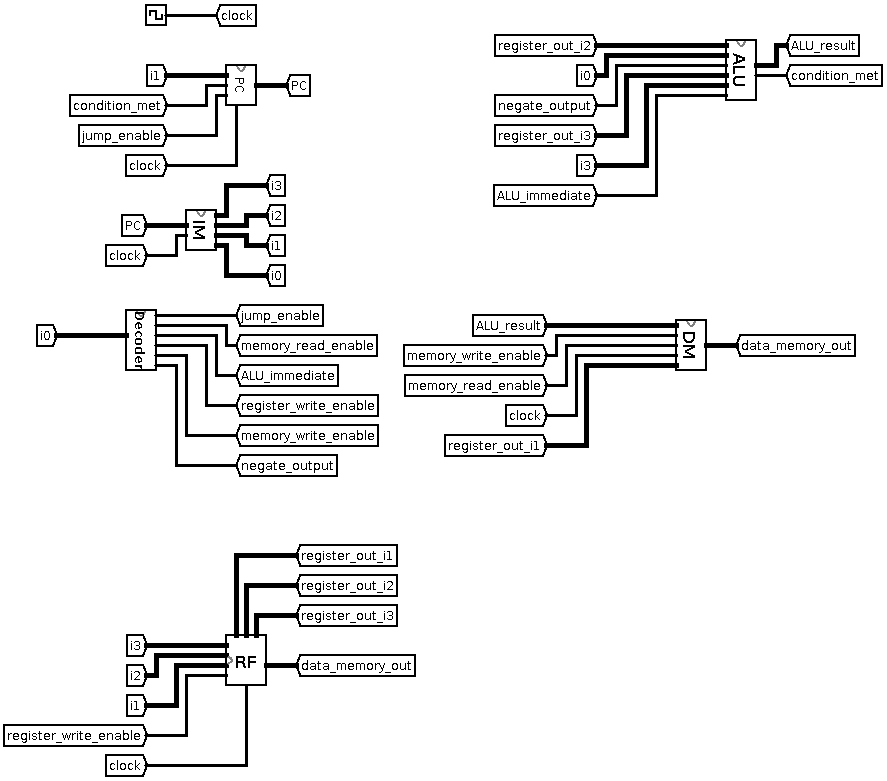 clock
i1
condition_met
jump_enable
clock
PC
PC
PC
clock
IM
i3
i2
i1
i0
i0
Decoder
jump_enable
memory_read_enable
ALU_immediate
register_write_enable
memory_write_enable
negate_output
register_out_i1
register_out_i2
register_out_i3
i3
i2
i1
register_write_enable
clock
RF
data_memory_out
register_out_i2
i0
negate_output
register_out_i3
i3
ALU_immediate
ALU
ALU_result
condition_met
ALU_result
memory_write_enable
memory_read_enable
clock
register_out_i1
DM
data_memory_out